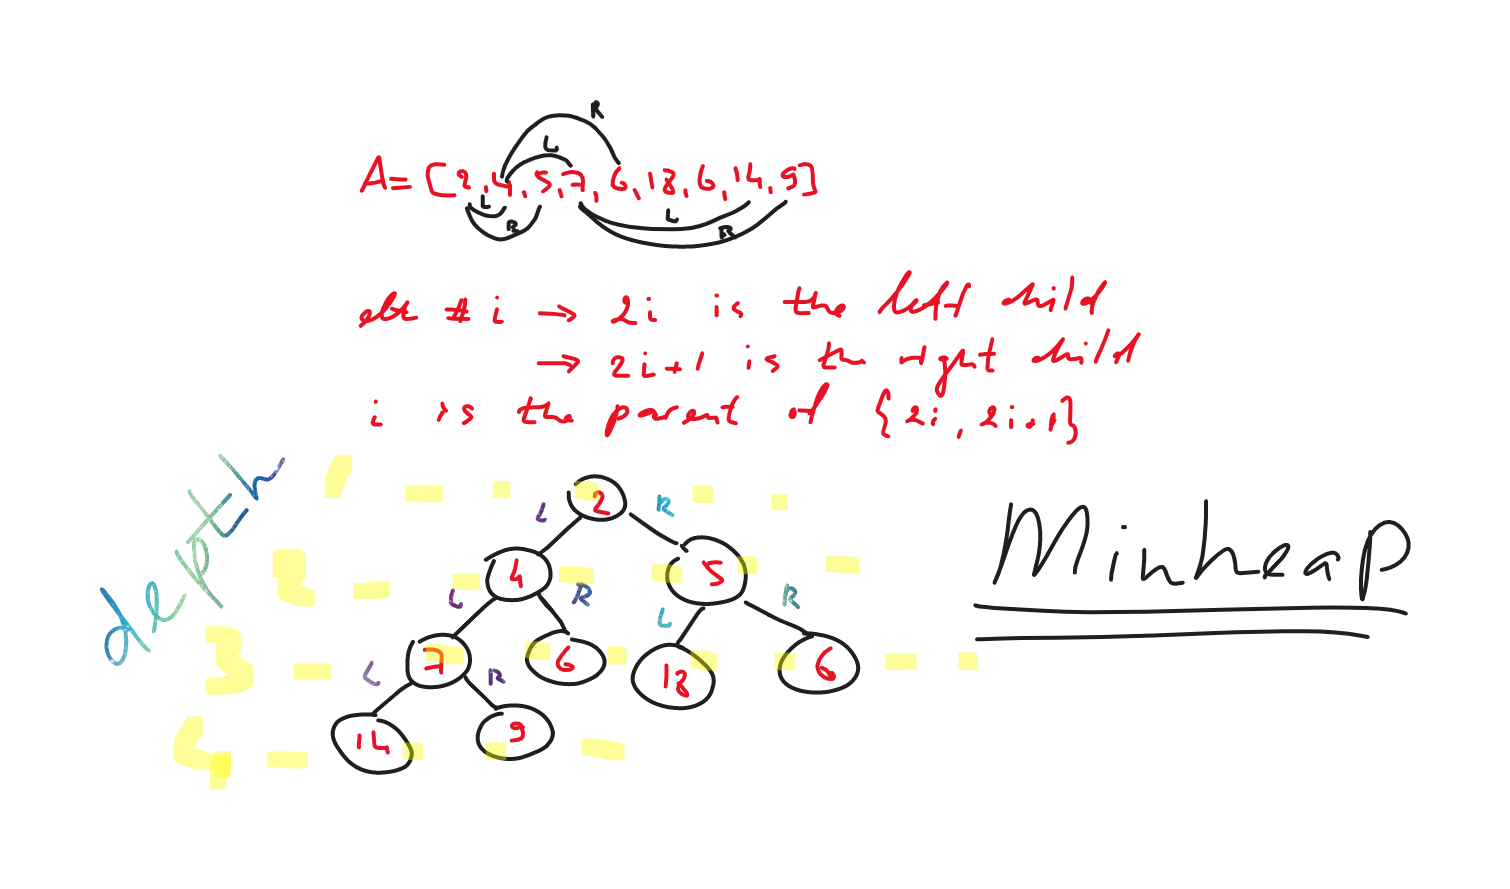 R
L
A = [2, 4, 5, 7, 6, 18, 6, 14, 9]
L L
R R
elt # i → 2i is the left child
→ 2i+1 is the right child
i is the parent of {2i, 2i+1}
depth
1 2
L R
2 4 5
L R L R
3 7 6 18 6
L R
4 14 9
Minheap